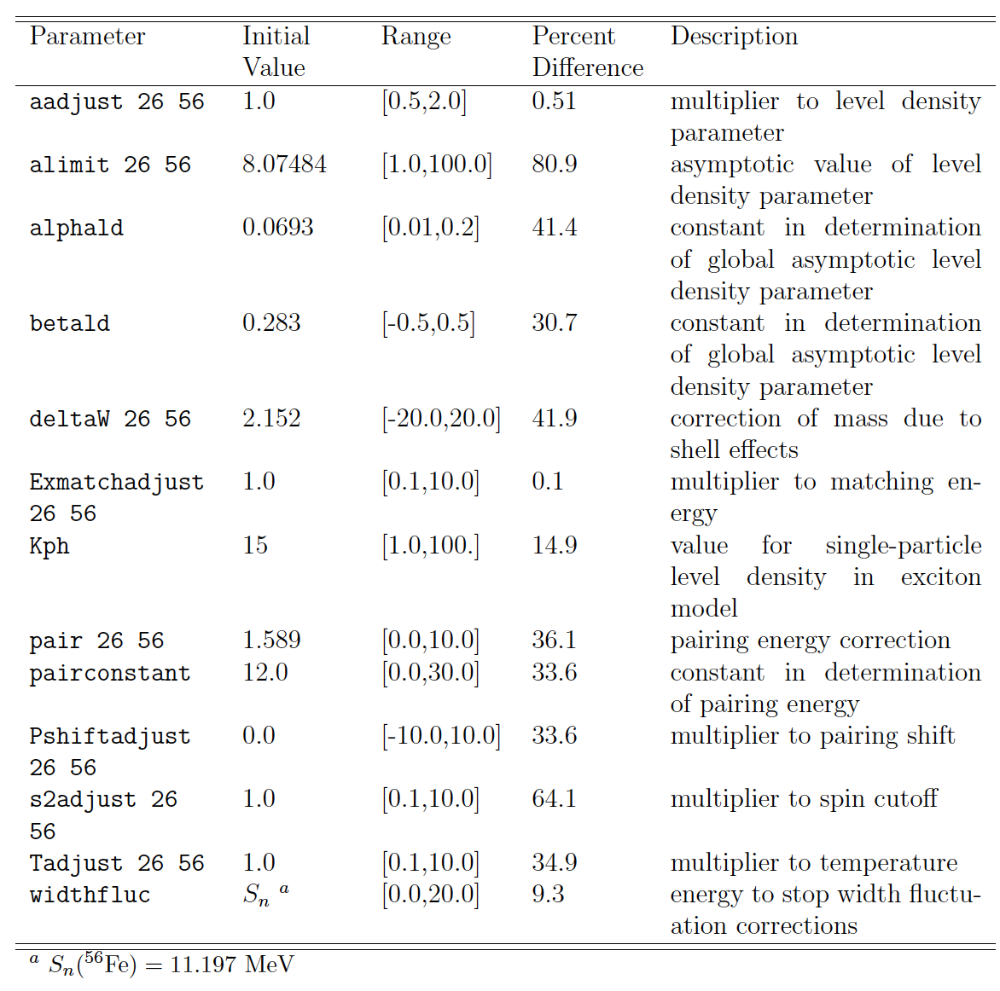 Parameter Initial Range Percent Description
Value Difference
aadjust 26 56 1.0 [0.5,2.0] 0.51 multiplier to level density
parameter
alimit 26 56 8.07484 [1.0,100.0] 80.9 asymptotic value of level
density parameter
alphald 0.0693 [0.01,0.2] 41.4 constant in determination
of global asymptotic level
density parameter
betald 0.283 [-0.5,0.5] 30.7 constant in determination
of global asymptotic level
density parameter
deltaW 26 56 2.152 [-20.0,20.0] 41.9 correction of mass due to
shell effects
Exmatchadjust 1.0 [0.1,10.0] 0.1 multiplier to matching en-
26 56 ergy
Kph 15 [1.0,100.] 14.9 value for single-particle
level density in exciton
model
pair 26 56 1.589 [0.0,10.0] 36.1 pairing energy correction
pairconstant 12.0 [0.0,30.0] 33.6 constant in determination
of pairing energy
Pshiftadjust 0.0 [-10.0,10.0] 33.6 multiplier to pairing shift
26 56
s2adjust 26 1.0 [0.1,10.0] 64.1 multiplier to spin cutoff
56
Tadjust 26 56 1.0 [0.1,10.0] 34.9 multiplier to temperature
widthfluc Sₙ ᵃ [0.0,20.0] 9.3 energy to stop width fluctu-
ation corrections
ᵃ Sₙ(⁵⁶Fe) = 11.197 MeV